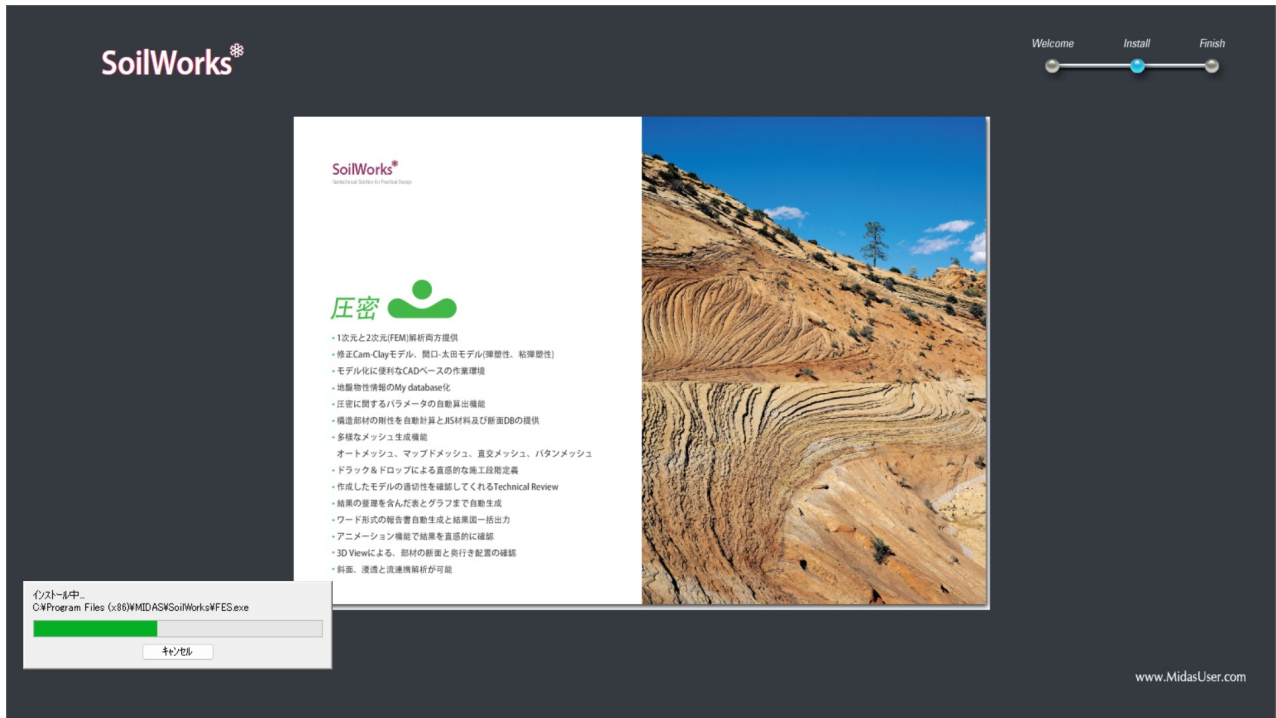 SoilWorks
Welcome Install Finish
SoilWorks
Geotechnical Solution for Practical Design
圧密
・1次元と2次元(FEM)解析両方提供
・修正Cam-Clayモデル、関口-太田モデル(弾塑性、粘弾塑性)
・モデル化に便利なCADベースの作業環境
・地盤物性情報のMy database化
・圧密に関するパラメータの自動算出機能
・構造部材の剛性を自動計算とJIS材料及び断面DBの提供
・多様なメッシュ生成機能
オートメッシュ、マップドメッシュ、直交メッシュ、パタンメッシュ
・ドラック＆ドロップによる直感的な施工段階定義
・作成したモデルの適切性を確認してくれるTechnical Review
・結果の整理を含んだ表とグラフまで自動生成
・ワード形式の報告書自動生成と結果図一括出力
・アニメーション機能で結果を直感的に確認
・3D Viewによる、部材の断面と奥行き配置の確認
・斜面、浸透と流連携解析が可能
インストール中...
C:¥Program Files (x86)¥MIDAS¥SoilWorks¥FES.exe
キャンセル
www.MidasUser.com